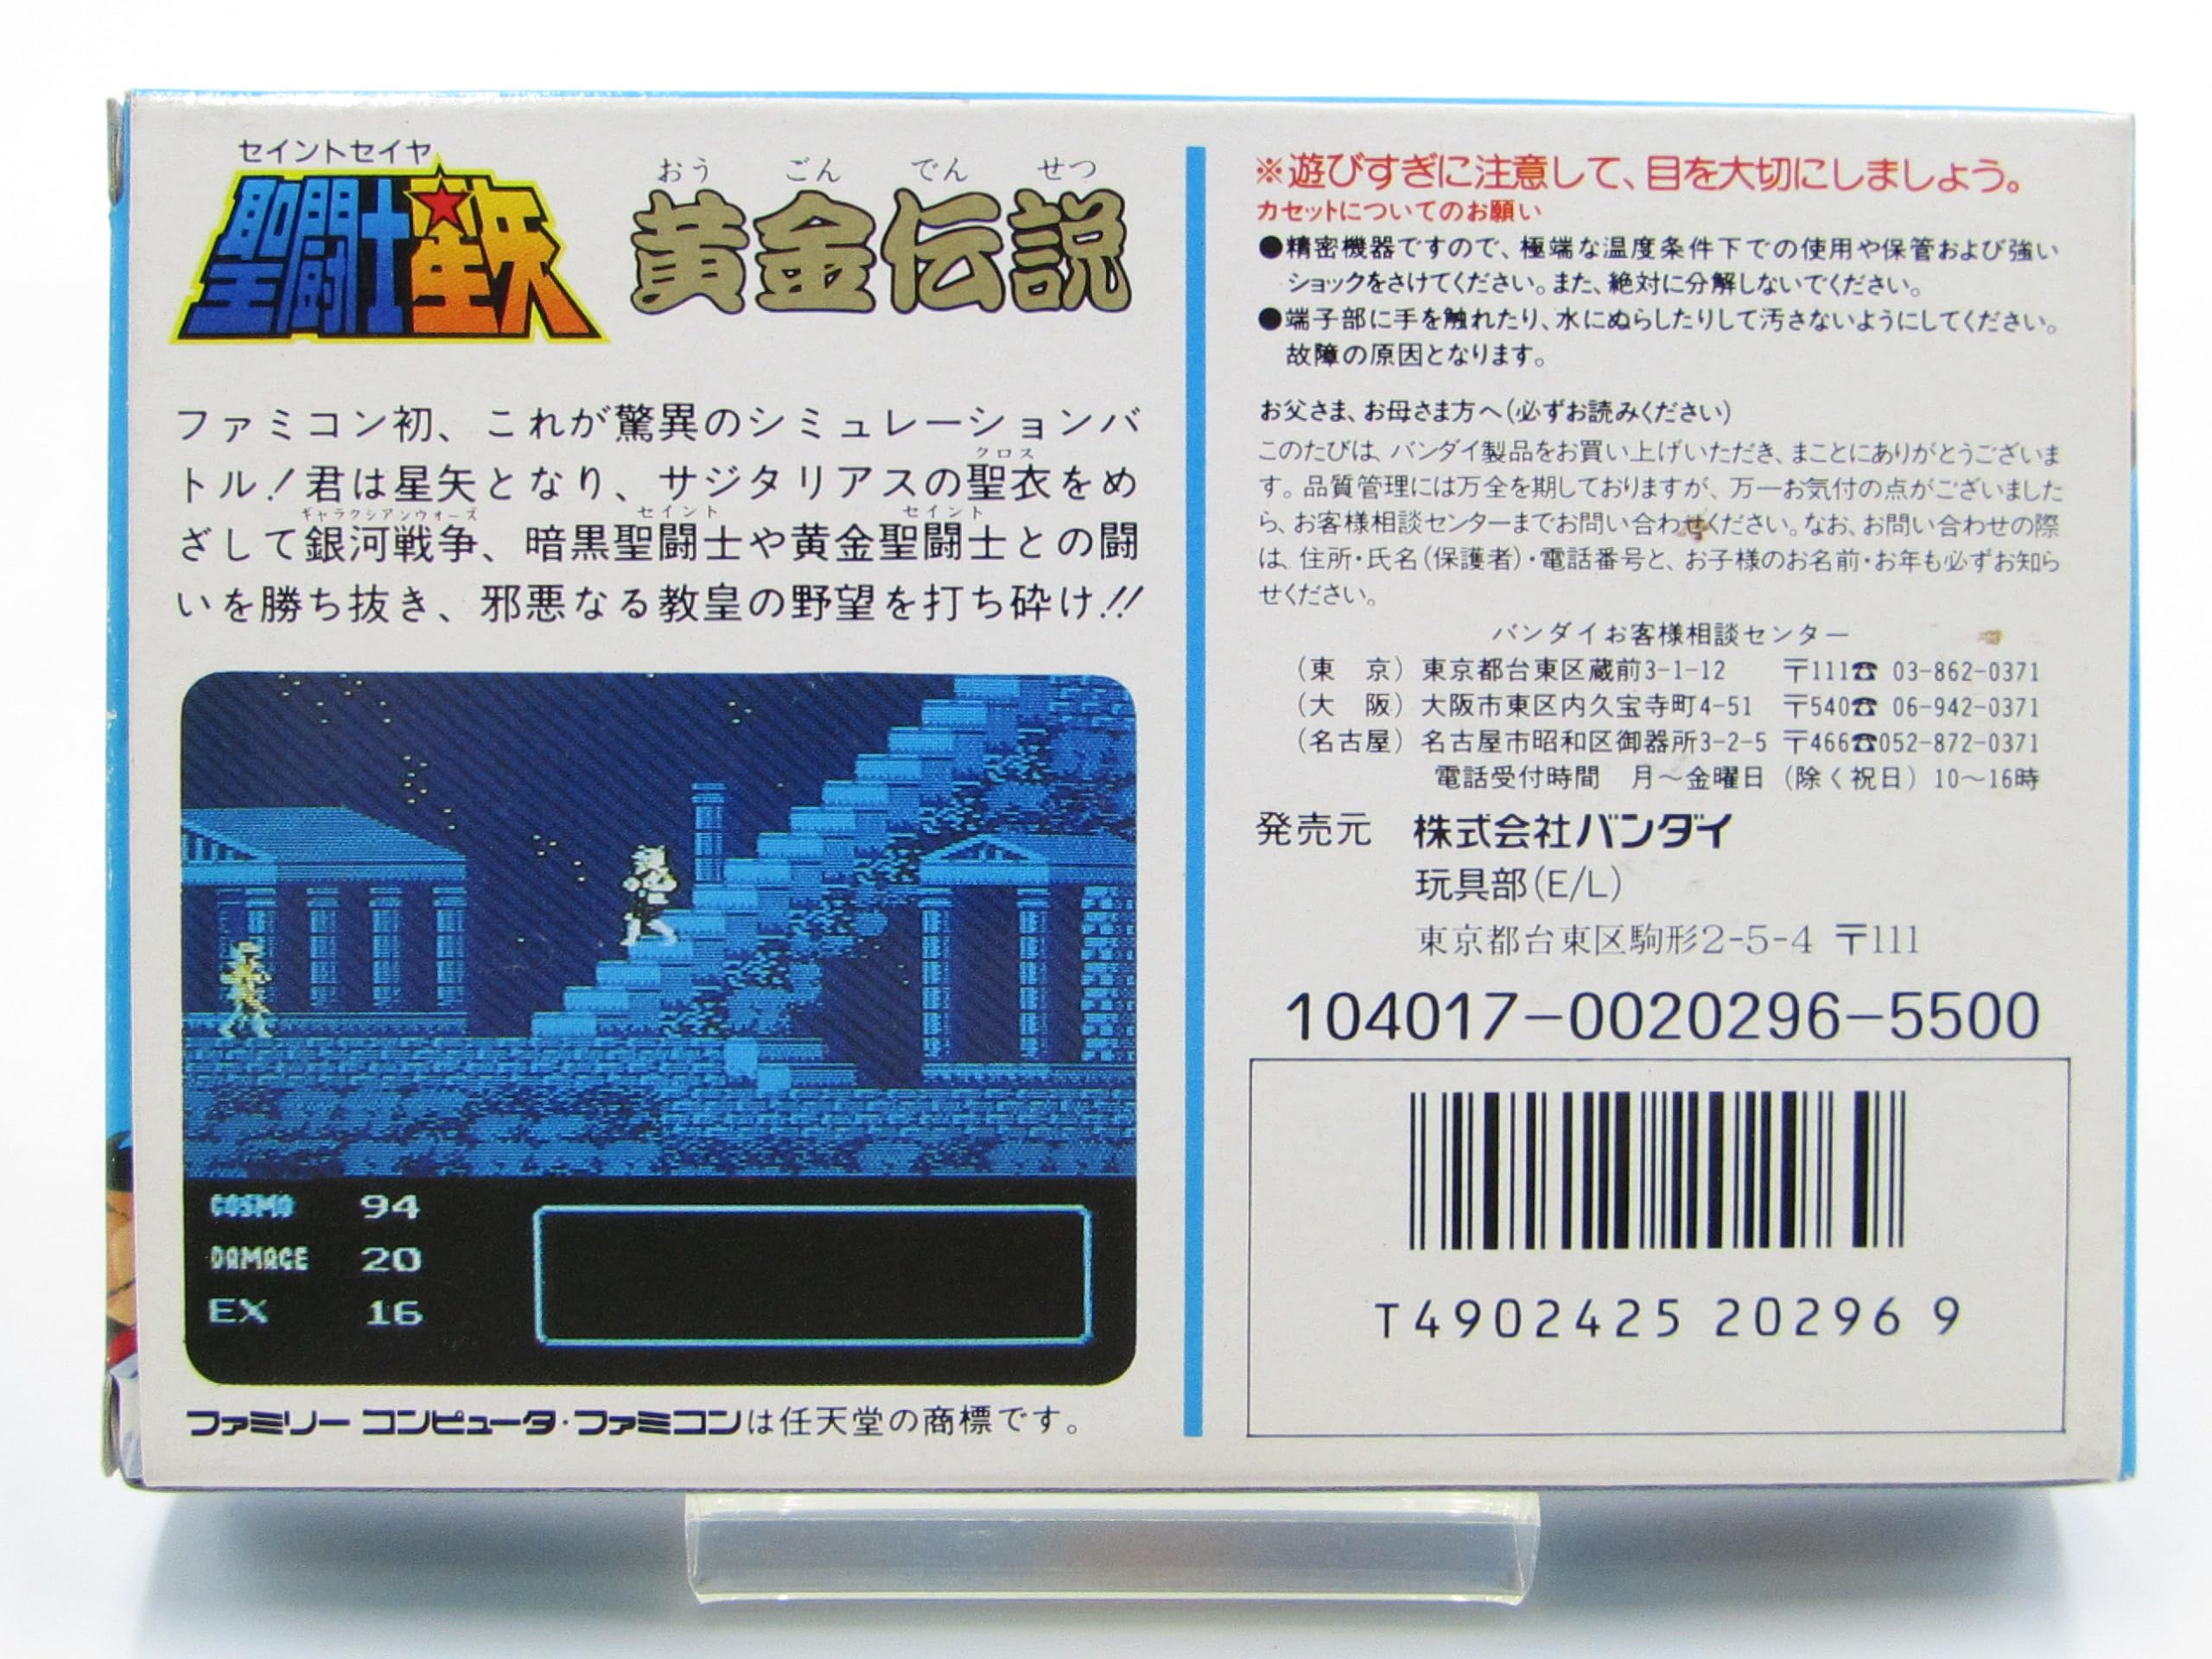 セイントセイヤ
聖闘士星矢
おうごんでんせつ
黄金伝説
ファミコン初、これが驚異のシミュレーションバ
クロス
トル!君は星矢となり、サジタリアスの聖衣をめ
ギャラクシアンウォーズ セイント セイント
ざして銀河戦争、暗黒聖闘士や黄金聖闘士との闘
いを勝ち抜き、邪悪なる教皇の野望を打ち砕け!!
COSMO 94
DAMAGE 20
EX 16
ファミリーコンピュータ・ファミコンは任天堂の商標です。
※遊びすぎに注意して、目を大切にしましょう。
カセットについてのお願い
●精密機器ですので、極端な温度条件下での使用や保管および強い
ショックをさけてください。また、絶対に分解しないでください。
●端子部に手を触れたり、水にぬらしたりして汚さないようにしてください。
故障の原因となります。
お父さま、お母さま方へ(必ずお読みください)
このたびは、バンダイ製品をお買い上げいただき、まことにありがとうございま
す。品質管理には万全を期しておりますが、万一お気付の点がございました
ら、お客様相談センターまでお問い合わせください。なお、お問い合わせの際
は、住所・氏名(保護者)・電話番号と、お子様のお名前・お年も必ずお知ら
せください。
バンダイお客様相談センター
(東 京) 東京都台東区蔵前3-1-12 〒111☎ 03-862-0371
(大 阪) 大阪市東区内久宝寺町4-51 〒540☎ 06-942-0371
(名古屋) 名古屋市昭和区御器所3-2-5 〒466☎052-872-0371
電話受付時間 月〜金曜日(除く祝日)10〜16時
発売元 株式会社バンダイ
玩具部(E/L)
東京都台東区駒形2-5-4 〒111
104017-0020296-5500
T4902425 20296 9